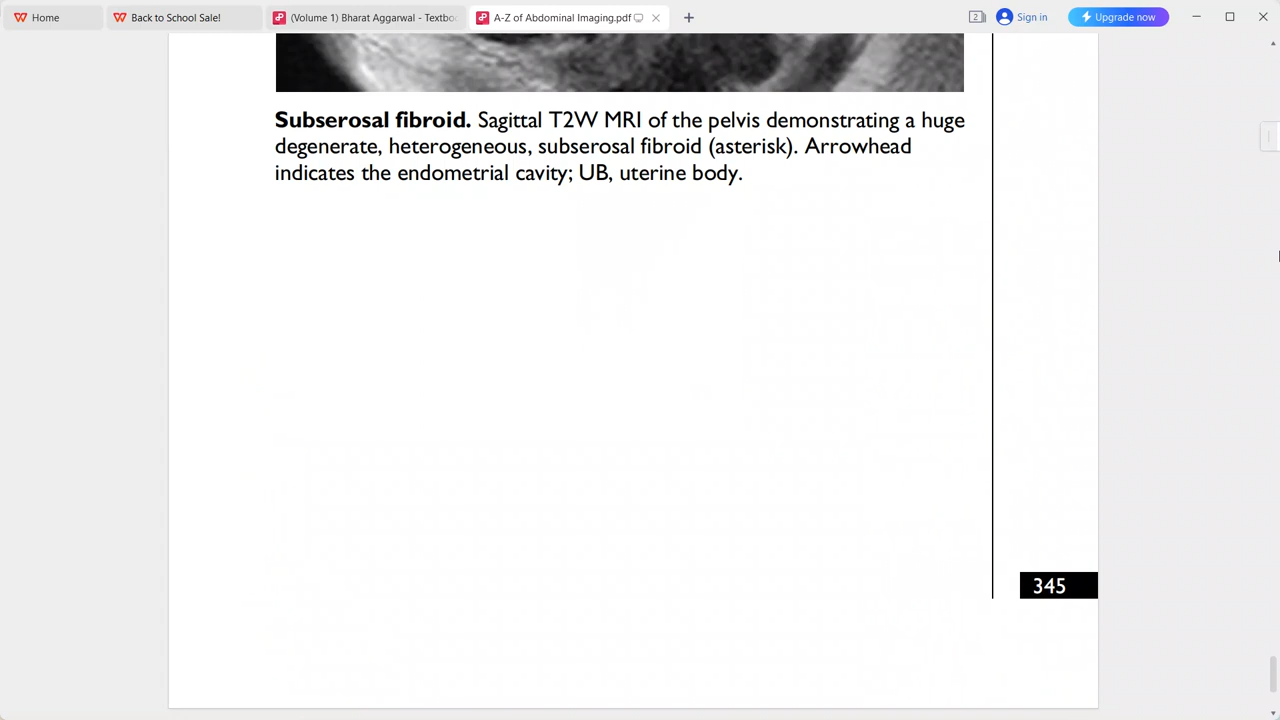 Home
Back to School Sale
(Volume 1) Bharat Aggarwal - Textbo
A-Z of Abdominal Imaging.pdf
2
Sign in
Upgrade now
Subserosal fibroid. Sagittal T2W MRI of the pelvis demonstrating a huge
degenerate, heterogeneous, subserosal fibroid (asterisk). Arrowhead
indicates the endometrial cavity; UB, uterine body.
345